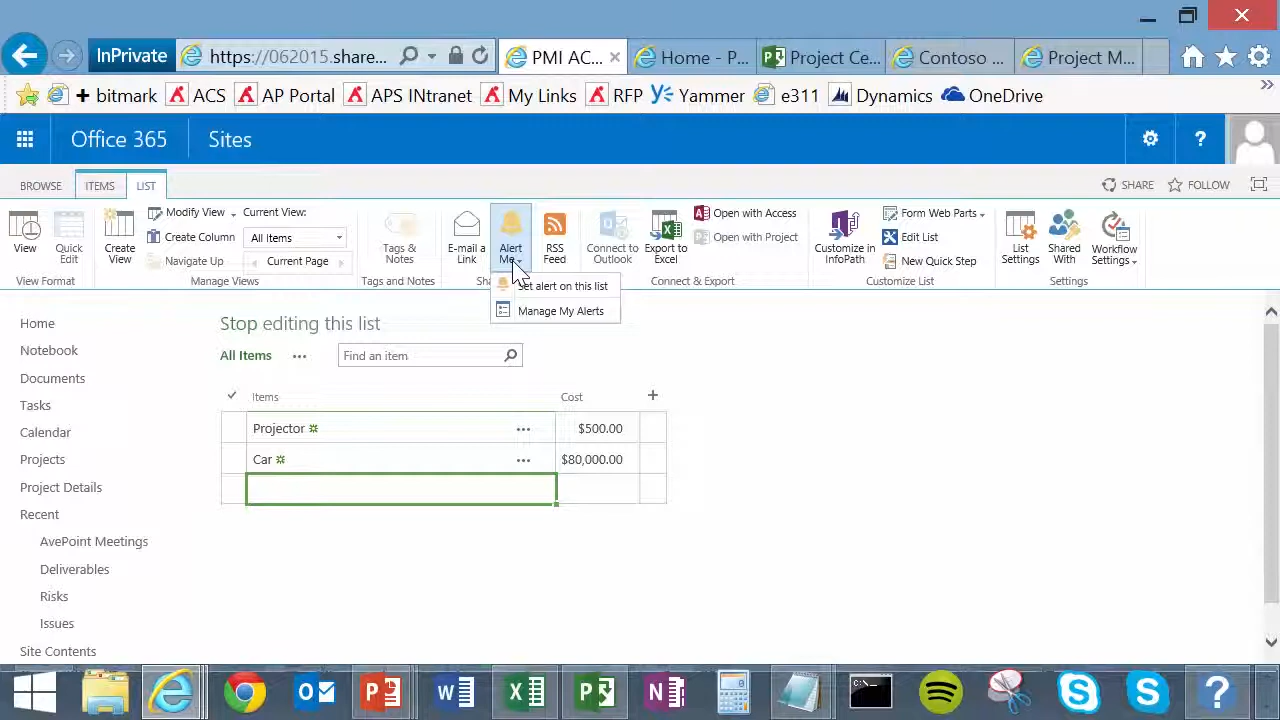 InPrivate
https://062015.share...
PMI AC...
Home - P...
Project Ce...
Contoso ...
Project M...
bitmark
ACS
AP Portal
APS INtranet
My Links
RFP
Yammer
e311
Dynamics
OneDrive
Office 365
Sites
?
BROWSE
ITEMS
LIST
SHARE
FOLLOW
View
Quick Edit
View Format
Create View
Modify View
Create Column
Navigate Up
Current View:
All Items
Current Page
Manage Views
Tags & Notes
Tags and Notes
E-mail a Link
Alert Me
RSS Feed
Set alert on this list
Manage My Alerts
Connect to Outlook
Export to Excel
Open with Access
Open with Project
Connect & Export
Customize in InfoPath
Form Web Parts
Edit List
New Quick Step
Customize List
List Settings
Shared With
Workflow Settings
Settings
Home
Notebook
Documents
Tasks
Calendar
Projects
Project Details
Recent
AvePoint Meetings
Deliverables
Risks
Issues
Site Contents
Stop editing this list
All Items
Find an item
Items
Cost
Projector
$500.00
Car
$80,000.00